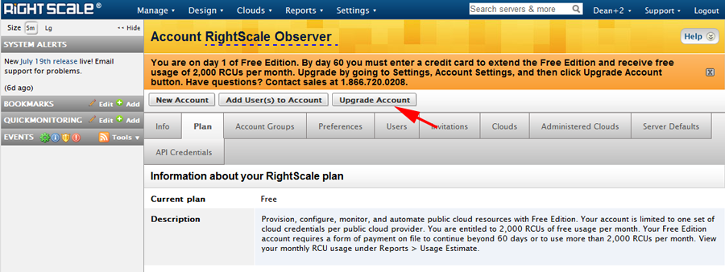 RIGHTSCALE®
Manage Design Clouds Reports Settings
Search servers & more
Dean+2 Support Logout
Size Sm Lg Hide
SYSTEM ALERTS
New July 19th release live! Email
support for problems.
(6d ago)
BOOKMARKS Edit Add
QUICKMONITORING Edit Add
EVENTS Tools
Account RightScale Observer
Help
You are on day 1 of Free Edition. By day 60 you must enter a credit card to extend the Free Edition and receive free
usage of 2,000 RCUs per month. Upgrade by going to Settings, Account Settings, and then click Upgrade Account
button. Have questions? Contact sales at 1.866.720.0208.
New Account Add User(s) to Account Upgrade Account
Info Plan Account Groups Preferences Users Invitations Clouds Administered Clouds Server Defaults
API Credentials
Information about your RightScale plan
Current plan Free
Description Provision, configure, monitor, and automate public cloud resources with Free Edition. Your account is limited to one set of
cloud credentials per public cloud provider. You are entitled to 2,000 RCUs of free usage per month. Your Free Edition
account requires a form of payment on file to continue beyond 60 days or to use more than 2,000 RCUs per month. View
your monthly RCU usage under Reports > Usage Estimate.